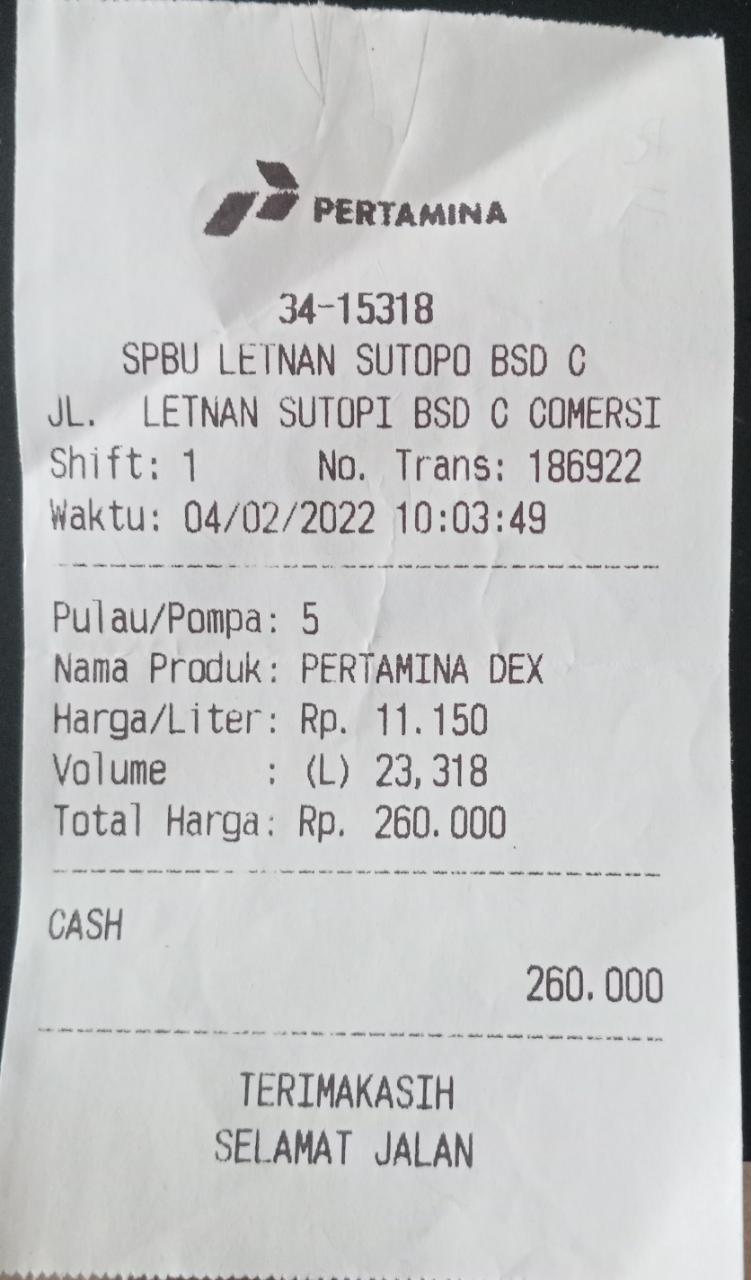 PERTAMINA
34-15318
SPBU LETNAN SUTOPO BSD C
JL.  LETNAN SUTOPI BSD C COMERSI
Shift: 1      No. Trans: 186922
Waktu: 04/02/2022 10:03:49
Pulau/Pompa: 5
Nama Produk: PERTAMINA DEX
Harga/Liter: Rp. 11.150
Volume     : (L) 23,318
Total Harga: Rp. 260.000
CASH
260.000
TERIMAKASIH
SELAMAT JALAN